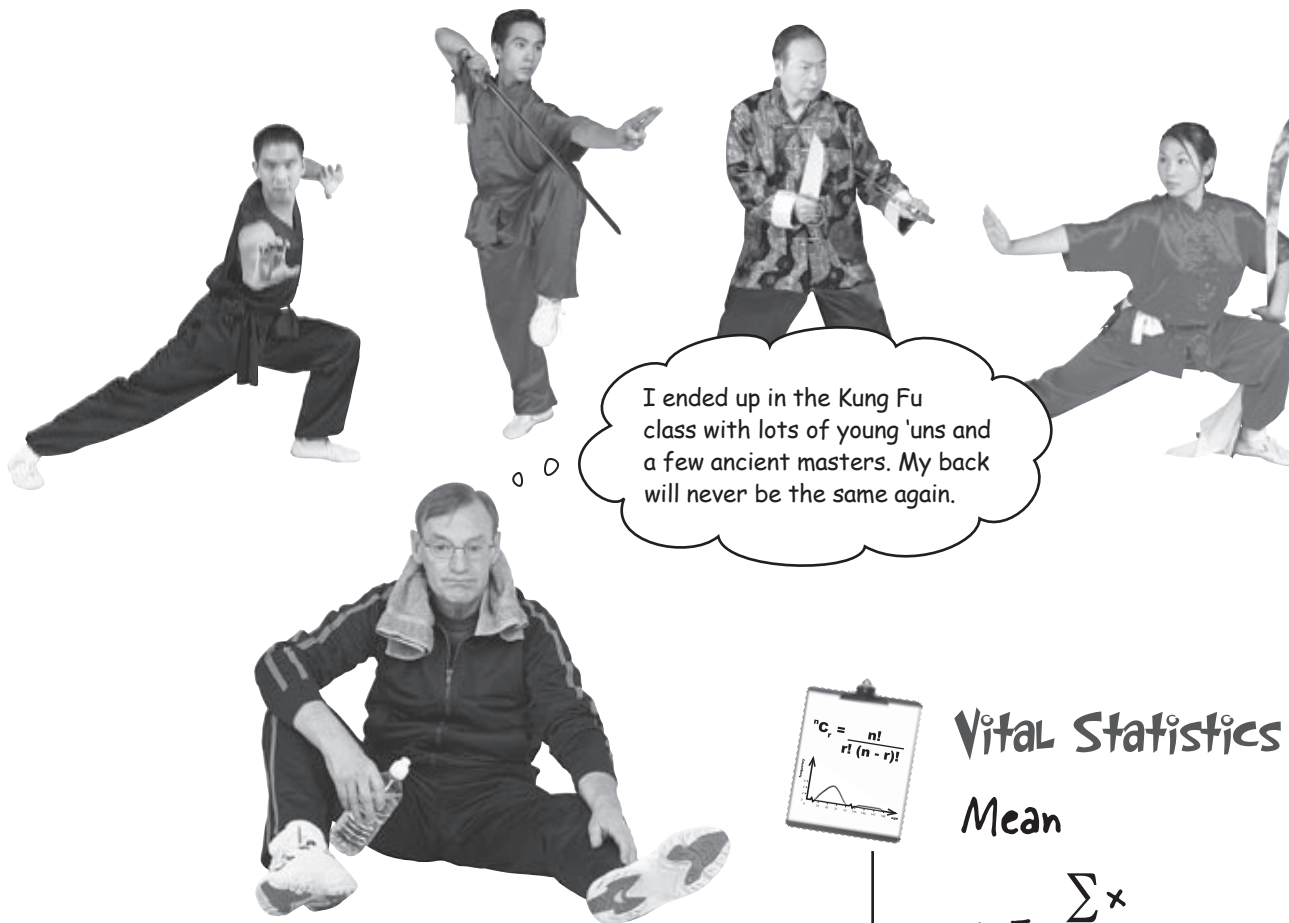 I ended up in the Kung Fu
class with lots of young ‘uns and
a few ancient masters. My back
will never be the same again.
ⁿCᵣ = n!
r! (n - r)!
Vital Statistics
Mean
∑ x